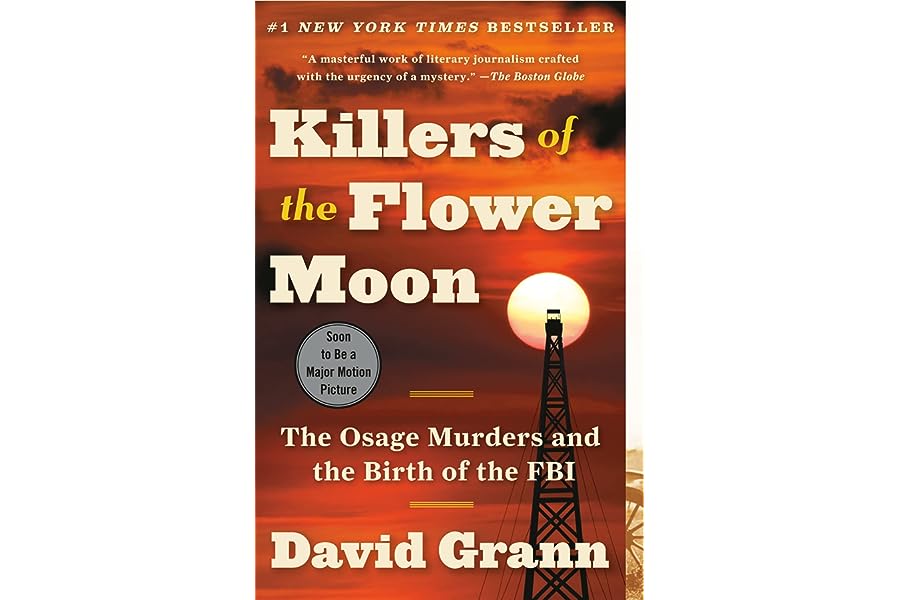 #1 NEW YORK TIMES BESTSELLER
“A masterful work of literary journalism crafted
with the urgency of a mystery.” —The Boston Globe
Killers of
the Flower
Moon
Soon
to Be a
Major Motion
Picture
The Osage Murders and
the Birth of the FBI
David Grann